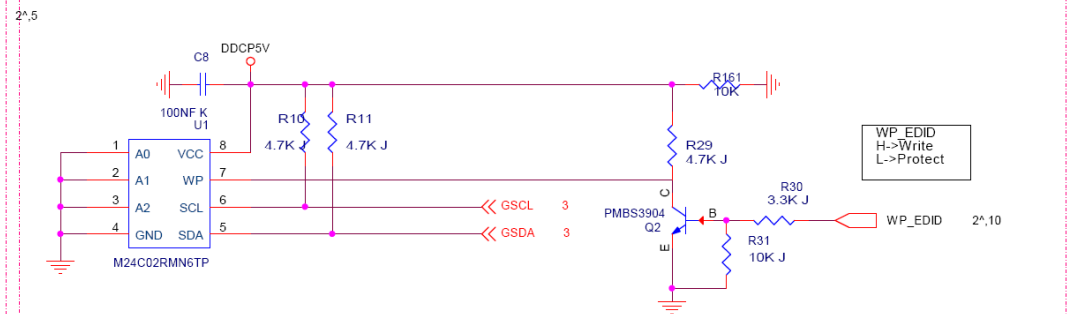 2^,5
DDCP5V
C8
R161
10K
100NF K
U1
R10
4.7K J
R11
4.7K J
R29
4.7K J
WP_EDID
H->Write
L->Protect
1 A0 VCC 8
2 A1 WP 7
3 A2 SCL 6
4 GND SDA 5
M24C02RMN6TP
GSCL 3
GSDA 3
C
PMBS3904
Q2
B
E
R30
3.3K J
R31
10K J
WP_EDID 2^,10